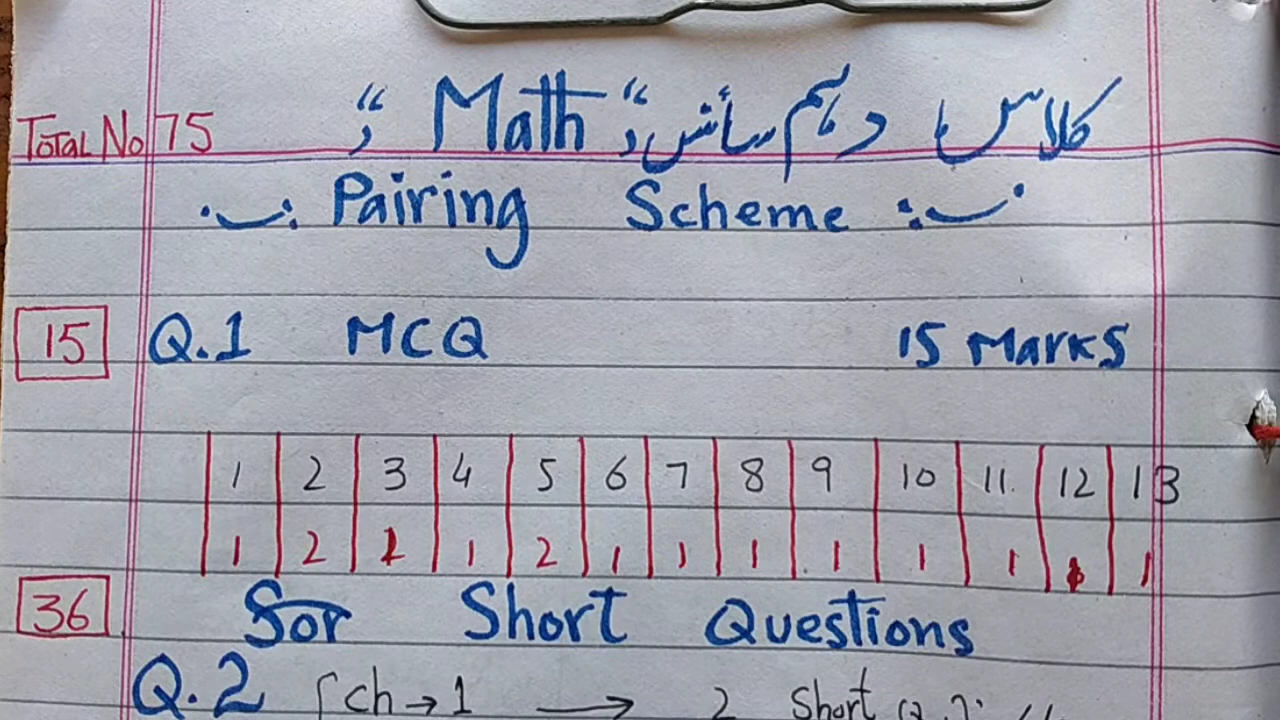 Total No 75 کلاس دہم سائنس "Math"
Pairing Scheme
15 Q.1 MCQ 15 Marks
1 2 3 4 5 6 7 8 9 10 11 12 13
1 2 1 1 2 1 1 1 1 1 1 1 1
36 For Short Questions
Q.2 ch → 1 → 2 Short